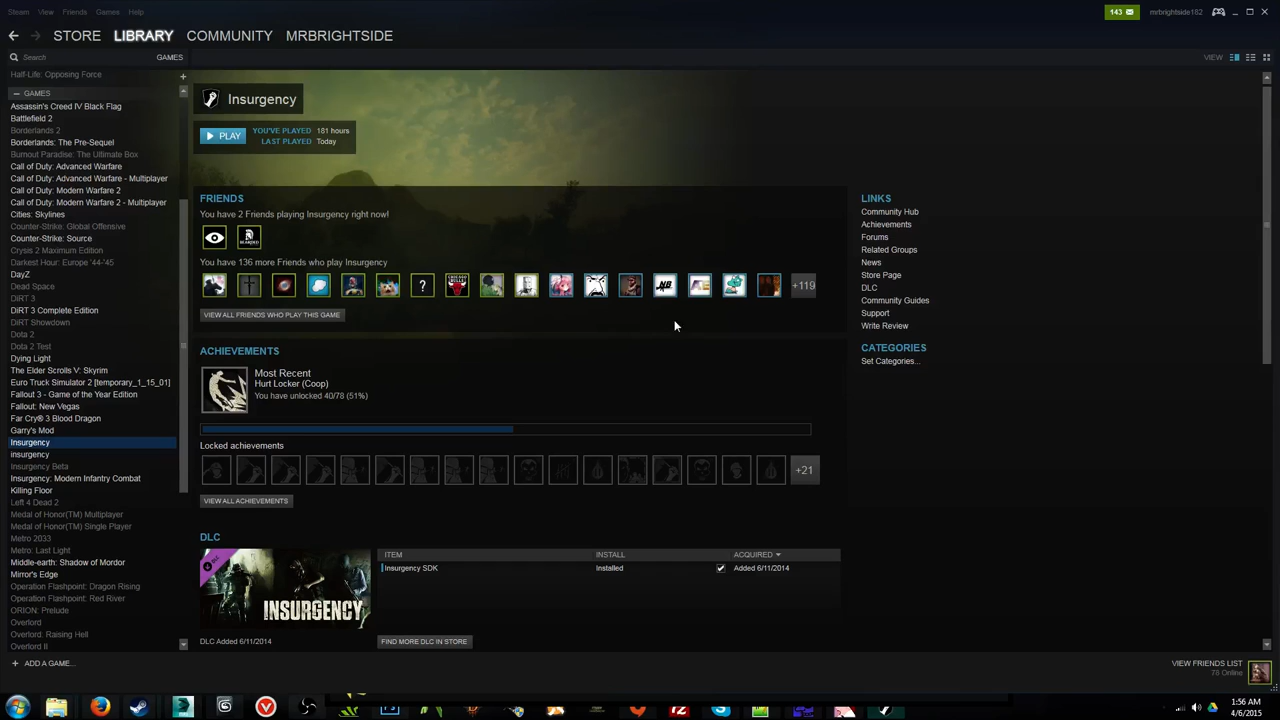 Steam View Friends Games Help
143 mrbrightside182
STORE LIBRARY COMMUNITY MRBRIGHTSIDE
Search GAMES
VIEW
Half-Life: Opposing Force
+
— GAMES
Assassin's Creed IV Black Flag
Battlefield 2
Borderlands 2
Borderlands: The Pre-Sequel
Burnout Paradise: The Ultimate Box
Call of Duty: Advanced Warfare
Call of Duty: Advanced Warfare - Multiplayer
Call of Duty: Modern Warfare 2
Call of Duty: Modern Warfare 2 - Multiplayer
Cities: Skylines
Counter-Strike: Global Offensive
Counter-Strike: Source
Crysis 2 Maximum Edition
Darkest Hour: Europe '44-'45
DayZ
Dead Space
DiRT 3
DiRT 3 Complete Edition
DiRT Showdown
Dota 2
Dota 2 Test
Dying Light
The Elder Scrolls V: Skyrim
Euro Truck Simulator 2 [temporary_1_15_01]
Fallout 3 - Game of the Year Edition
Fallout: New Vegas
Far Cry® 3 Blood Dragon
Garry's Mod
Insurgency
insurgency
Insurgency Beta
Insurgency: Modern Infantry Combat
Killing Floor
Left 4 Dead 2
Medal of Honor(TM) Multiplayer
Medal of Honor(TM) Single Player
Metro 2033
Metro: Last Light
Middle-earth: Shadow of Mordor
Mirror's Edge
Operation Flashpoint: Dragon Rising
Operation Flashpoint: Red River
ORION: Prelude
Overlord
Overlord: Raising Hell
Overlord II
+ ADD A GAME...
Insurgency
PLAY
YOU'VE PLAYED 181 hours
LAST PLAYED Today
FRIENDS
You have 2 Friends playing Insurgency right now!
BEARDED
You have 136 more Friends who play Insurgency
? CHICAGO BULLS NB +119
VIEW ALL FRIENDS WHO PLAY THIS GAME
ACHIEVEMENTS
Most Recent
Hurt Locker (Coop)
You have unlocked 40/78 (51%)
Locked achievements
+21
VIEW ALL ACHIEVEMENTS
DLC
DLC
INSURGENCY
DLC Added 6/11/2014
ITEM INSTALL ACQUIRED
Insurgency SDK Installed Added 6/11/2014
FIND MORE DLC IN STORE
LINKS
Community Hub
Achievements
Forums
Related Groups
News
Store Page
DLC
Community Guides
Support
Write Review
CATEGORIES
Set Categories...
VIEW FRIENDS LIST
78 Online
1:56 AM
4/6/2015